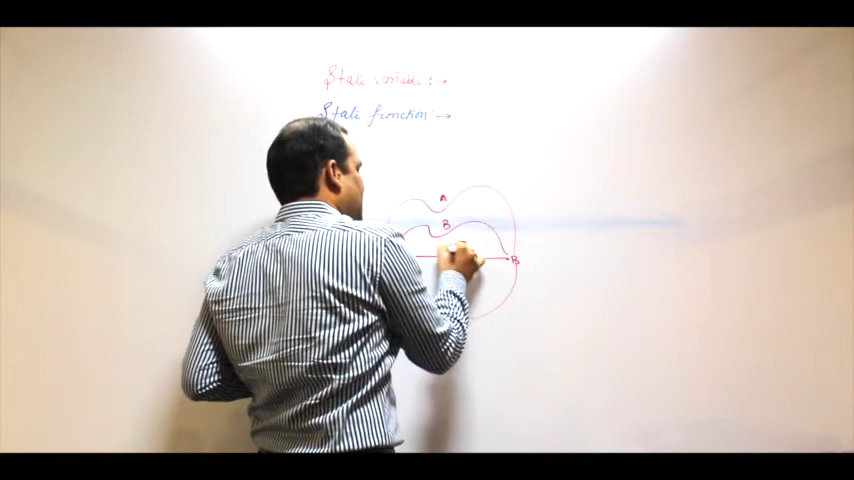 State variable :→
State function :→
A
B
B